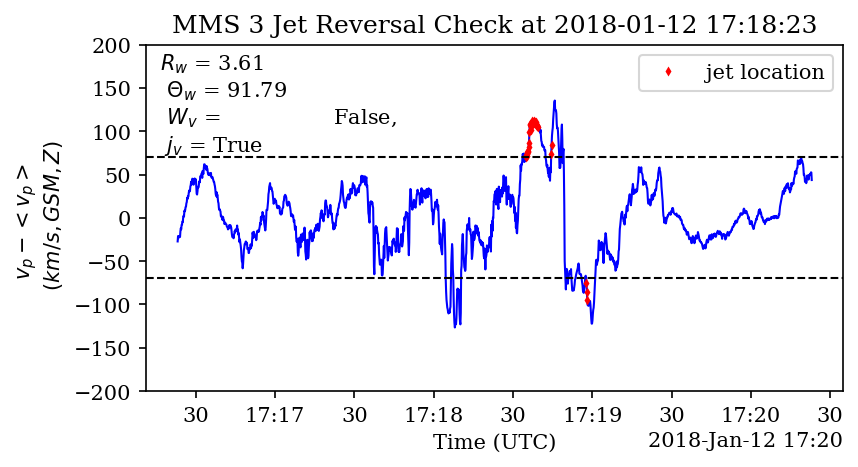 MMS 3 Jet Reversal Check at 2018-01-12 17:18:23
R_w = 3.61
Θ_w = 91.79
W_v = False,
j_v = True
jet location
200
150
100
50
0
−50
−100
−150
−200
v_p − <v_p>
(km/s, GSM, Z)
30 17:17 30 17:18 30 17:19 30 17:20 30
Time (UTC)
2018-Jan-12 17:20